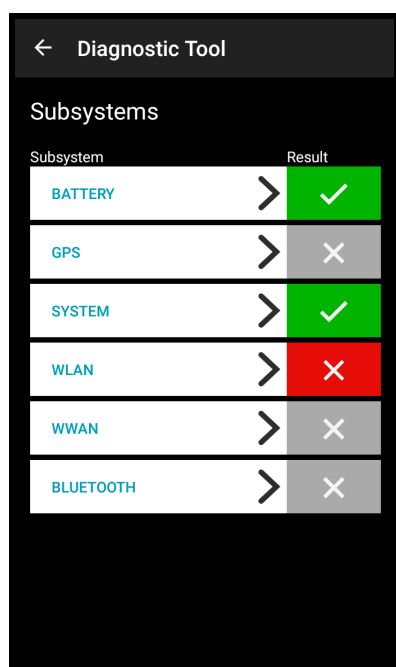 Diagnostic Tool
Subsystems
Subsystem Result
BATTERY
GPS
SYSTEM
WLAN
WWAN
BLUETOOTH